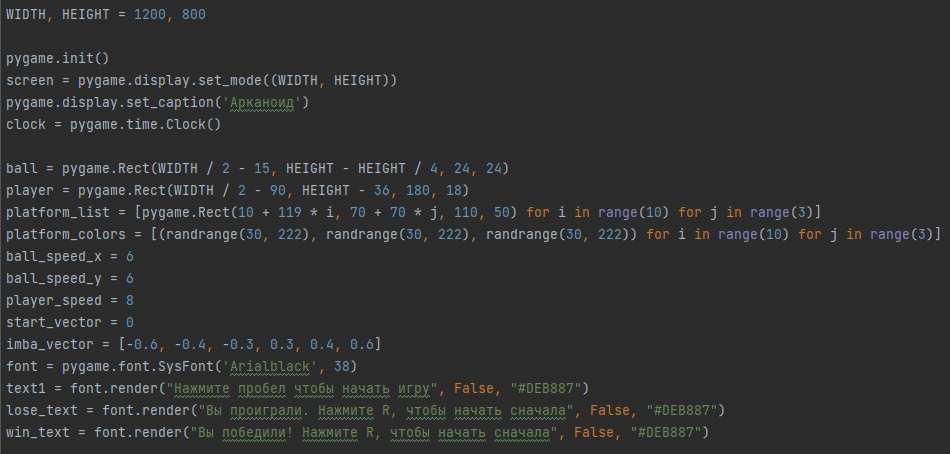 WIDTH, HEIGHT = 1200, 800
pygame.init()
screen = pygame.display.set_mode((WIDTH, HEIGHT))
pygame.display.set_caption('Арканоид')
clock = pygame.time.Clock()
ball = pygame.Rect(WIDTH / 2 - 15, HEIGHT - HEIGHT / 4, 24, 24)
player = pygame.Rect(WIDTH / 2 - 90, HEIGHT - 36, 180, 18)
platform_list = [pygame.Rect(10 + 119 * i, 70 + 70 * j, 110, 50) for i in range(10) for j in range(3)]
platform_colors = [(randrange(30, 222), randrange(30, 222), randrange(30, 222)) for i in range(10) for j in range(3)]
ball_speed_x = 6
ball_speed_y = 6
player_speed = 8
start_vector = 0
imba_vector = [-0.6, -0.4, -0.3, 0.3, 0.4, 0.6]
font = pygame.font.SysFont('Arialblack', 38)
text1 = font.render("Нажмите пробел чтобы начать игру", False, "#DEB887")
lose_text = font.render("Вы проиграли. Нажмите R, чтобы начать сначала", False, "#DEB887")
win_text = font.render("Вы победили! Нажмите R, чтобы начать сначала", False, "#DEB887")